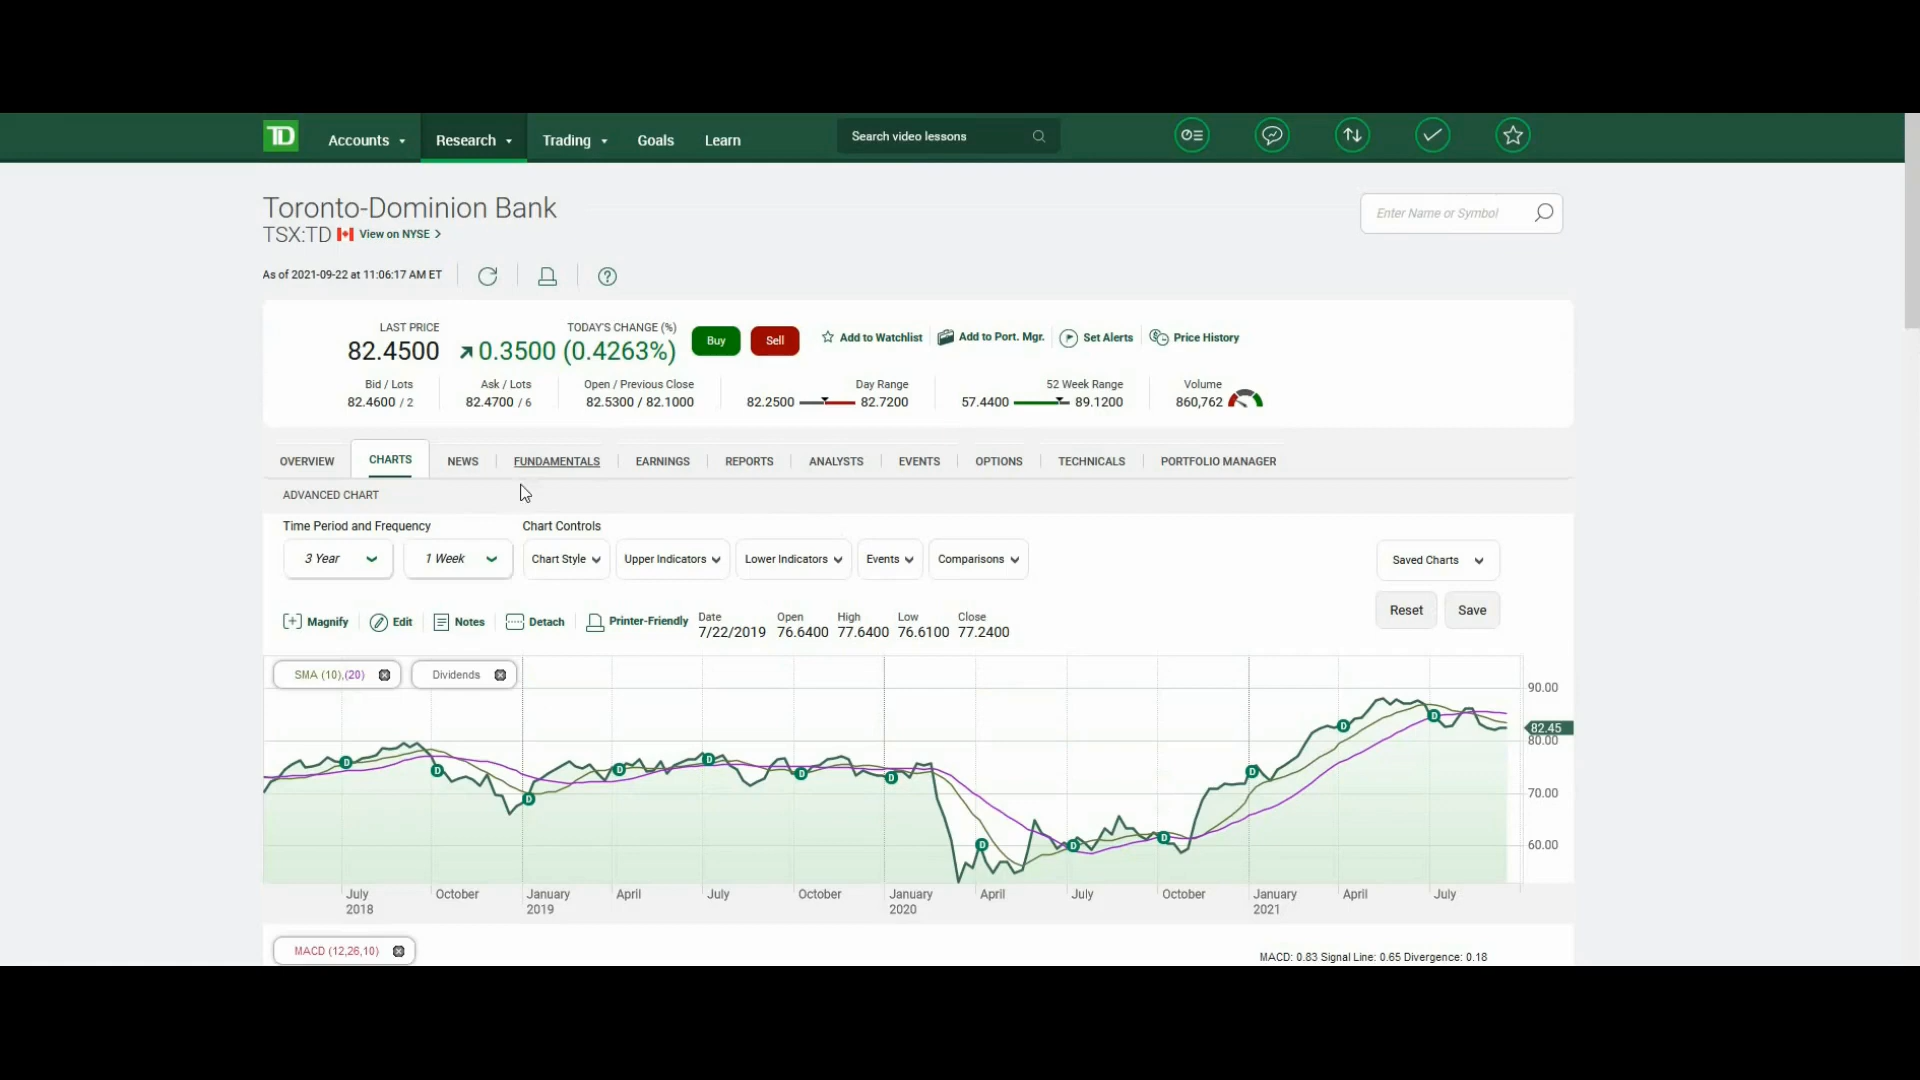 TD Accounts Research Trading Goals Learn Search video lessons
Toronto-Dominion Bank
TSX:TD View on NYSE >
Enter Name or Symbol
As of 2021-09-22 at 11:06:17 AM ET
LAST PRICE TODAY'S CHANGE (%)
82.4500 0.3500 (0.4263%) Buy Sell Add to Watchlist Add to Port. Mgr. Set Alerts Price History
Bid / Lots Ask / Lots Open / Previous Close Day Range 52 Week Range Volume
82.4600 / 2 82.4700 / 6 82.5300 / 82.1000 82.2500 82.7200 57.4400 89.1200 860,762
OVERVIEW CHARTS NEWS FUNDAMENTALS EARNINGS REPORTS ANALYSTS EVENTS OPTIONS TECHNICALS PORTFOLIO MANAGER
ADVANCED CHART
Time Period and Frequency Chart Controls
3 Year 1 Week Chart Style Upper Indicators Lower Indicators Events Comparisons Saved Charts
Reset Save
Magnify Edit Notes Detach Printer-Friendly
Date Open High Low Close
7/22/2019 76.6400 77.6400 76.6100 77.2400
SMA (10),(20) Dividends
90.00
82.45
80.00
70.00
60.00
D D D D D D D D D D D D D
July October January April July October January April July October January April July
2018 2019 2020 2021
MACD (12,26,10) MACD: 0.83 Signal Line: 0.65 Divergence: 0.18